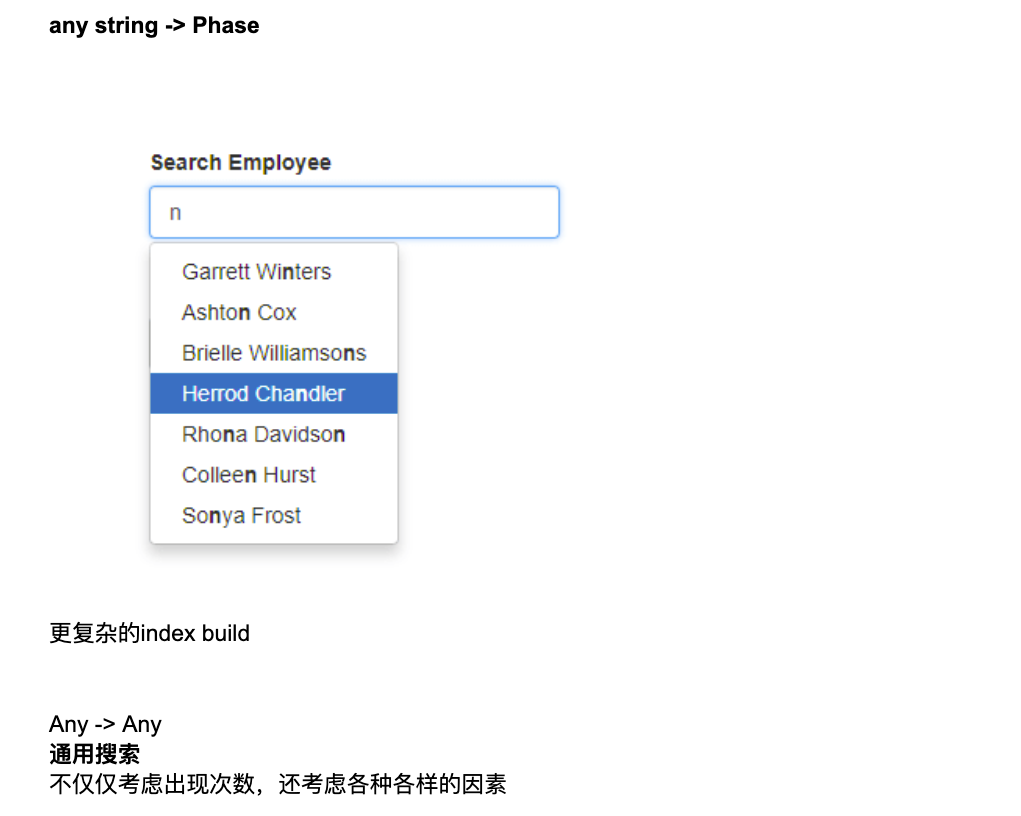 any string -> Phase
Search Employee
n
Garrett Winters
Ashton Cox
Brielle Williamsons
Herrod Chandler
Rhona Davidson
Colleen Hurst
Sonya Frost
更复杂的index build
Any -> Any
通用搜索
不仅仅考虑出现次数，还考虑各种各样的因素